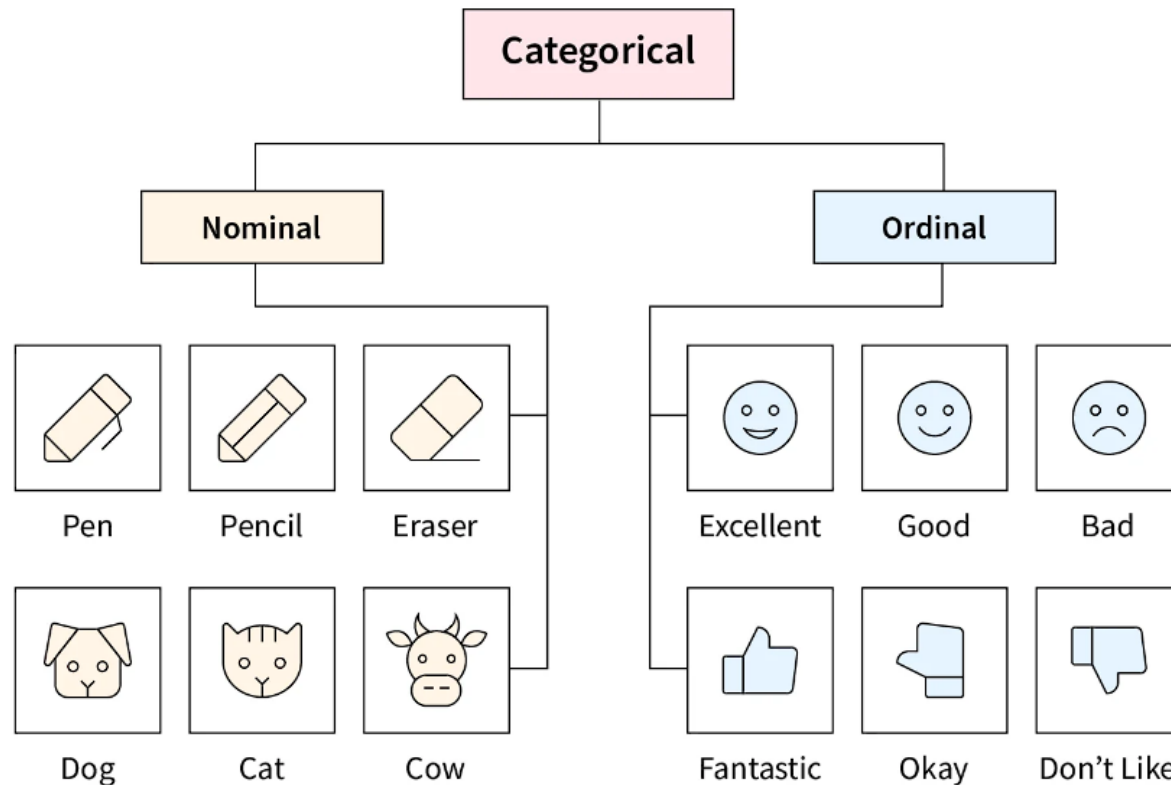 Categorical
Nominal
Ordinal
Pen
Pencil
Eraser
Excellent
Good
Bad
Dog
Cat
Cow
Fantastic
Okay
Don’t Like